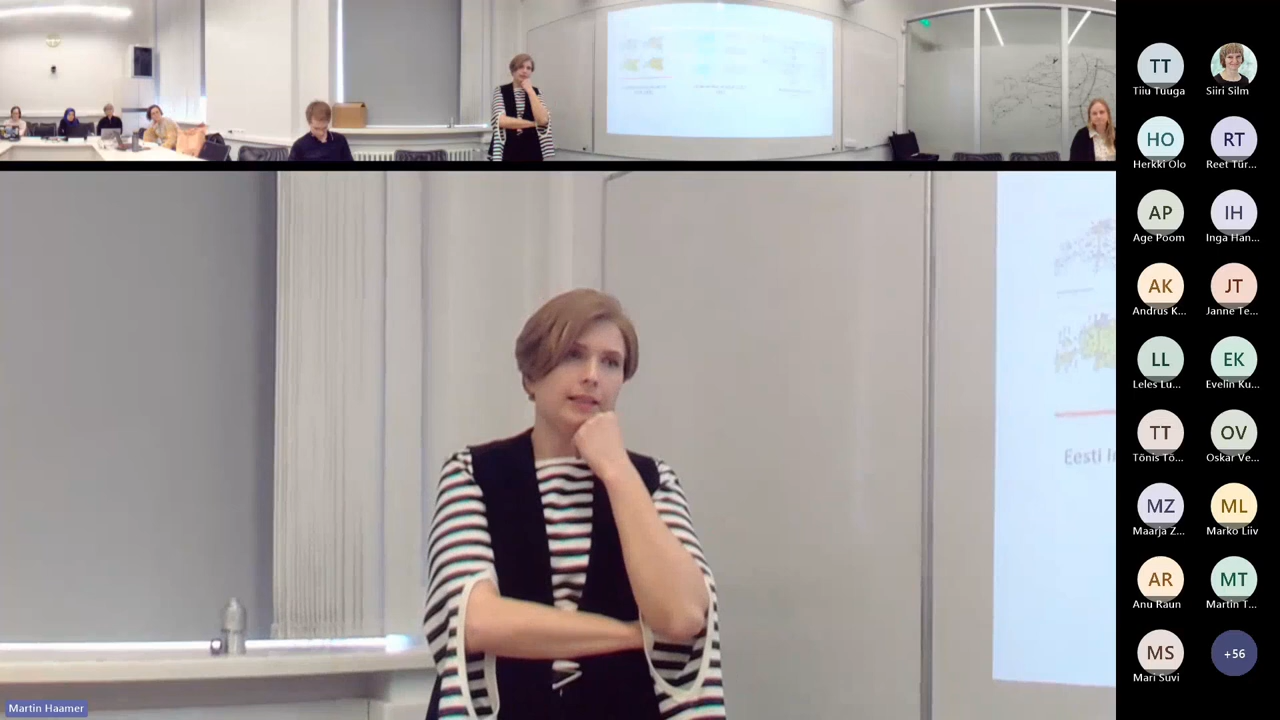 TT
Tiiu Tuuga
Siiri Silm
HO
Herkki Olo
RT
Reet Tür...
AP
Age Poom
IH
Inga Han...
AK
Andrus K...
JT
Janne Te...
LL
Leles Lu...
EK
Evelin Ku...
TT
Tõnis Tö...
OV
Oskar Ve...
MZ
Maarja Z...
ML
Marko Liiv
AR
Anu Raun
MT
Martin T...
MS
Mari Suvi
+56
Eesti
Martin Haamer